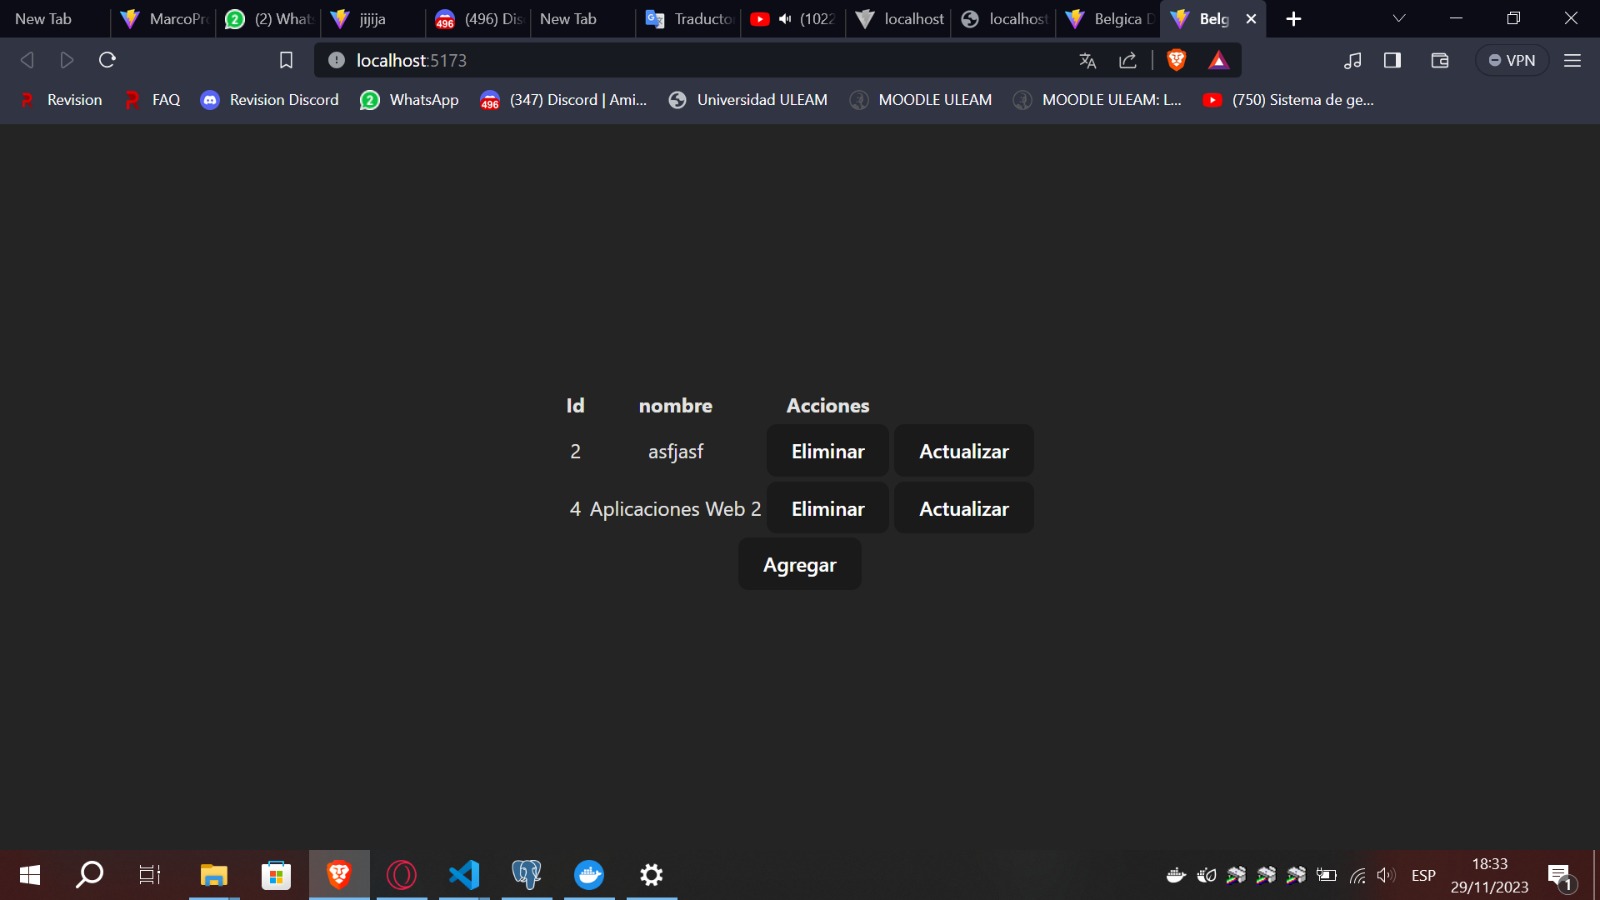 New Tab MarcoPr (2) What jijija (496) Dis New Tab Traducto (1022 localhost localhost Belgica D Belg
localhost:5173 VPN
Revision FAQ Revision Discord WhatsApp (347) Discord | Ami... Universidad ULEAM MOODLE ULEAM MOODLE ULEAM: L... (750) Sistema de ge...
Id nombre Acciones
2 asfjasf Eliminar Actualizar
4 Aplicaciones Web 2 Eliminar Actualizar
Agregar
ESP 18:33
29/11/2023 1